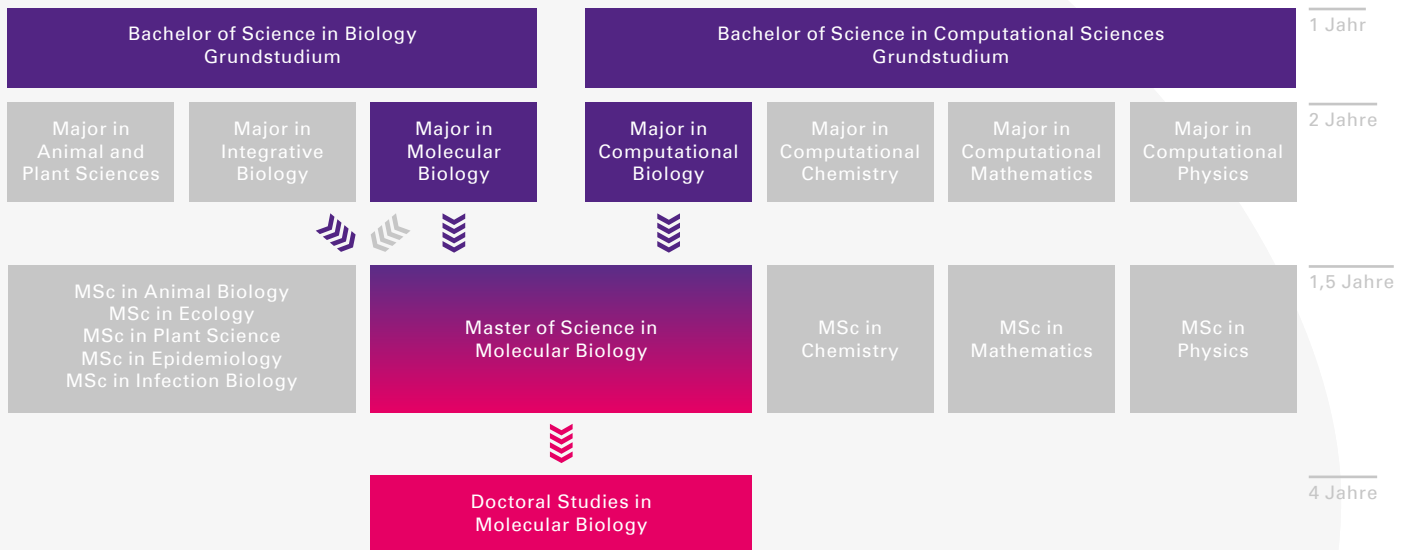 Bachelor of Science in Biology
Grundstudium
Bachelor of Science in Computational Sciences
Grundstudium
1 Jahr
Major in
Animal and
Plant Sciences
Major in
Integrative
Biology
Major in
Molecular
Biology
Major in
Computational
Biology
Major in
Computational
Chemistry
Major in
Computational
Mathematics
Major in
Computational
Physics
2 Jahre
MSc in Animal Biology
MSc in Ecology
MSc in Plant Science
MSc in Epidemiology
MSc in Infection Biology
Master of Science in
Molecular Biology
MSc in
Chemistry
MSc in
Mathematics
MSc in
Physics
1,5 Jahre
Doctoral Studies in
Molecular Biology
4 Jahre